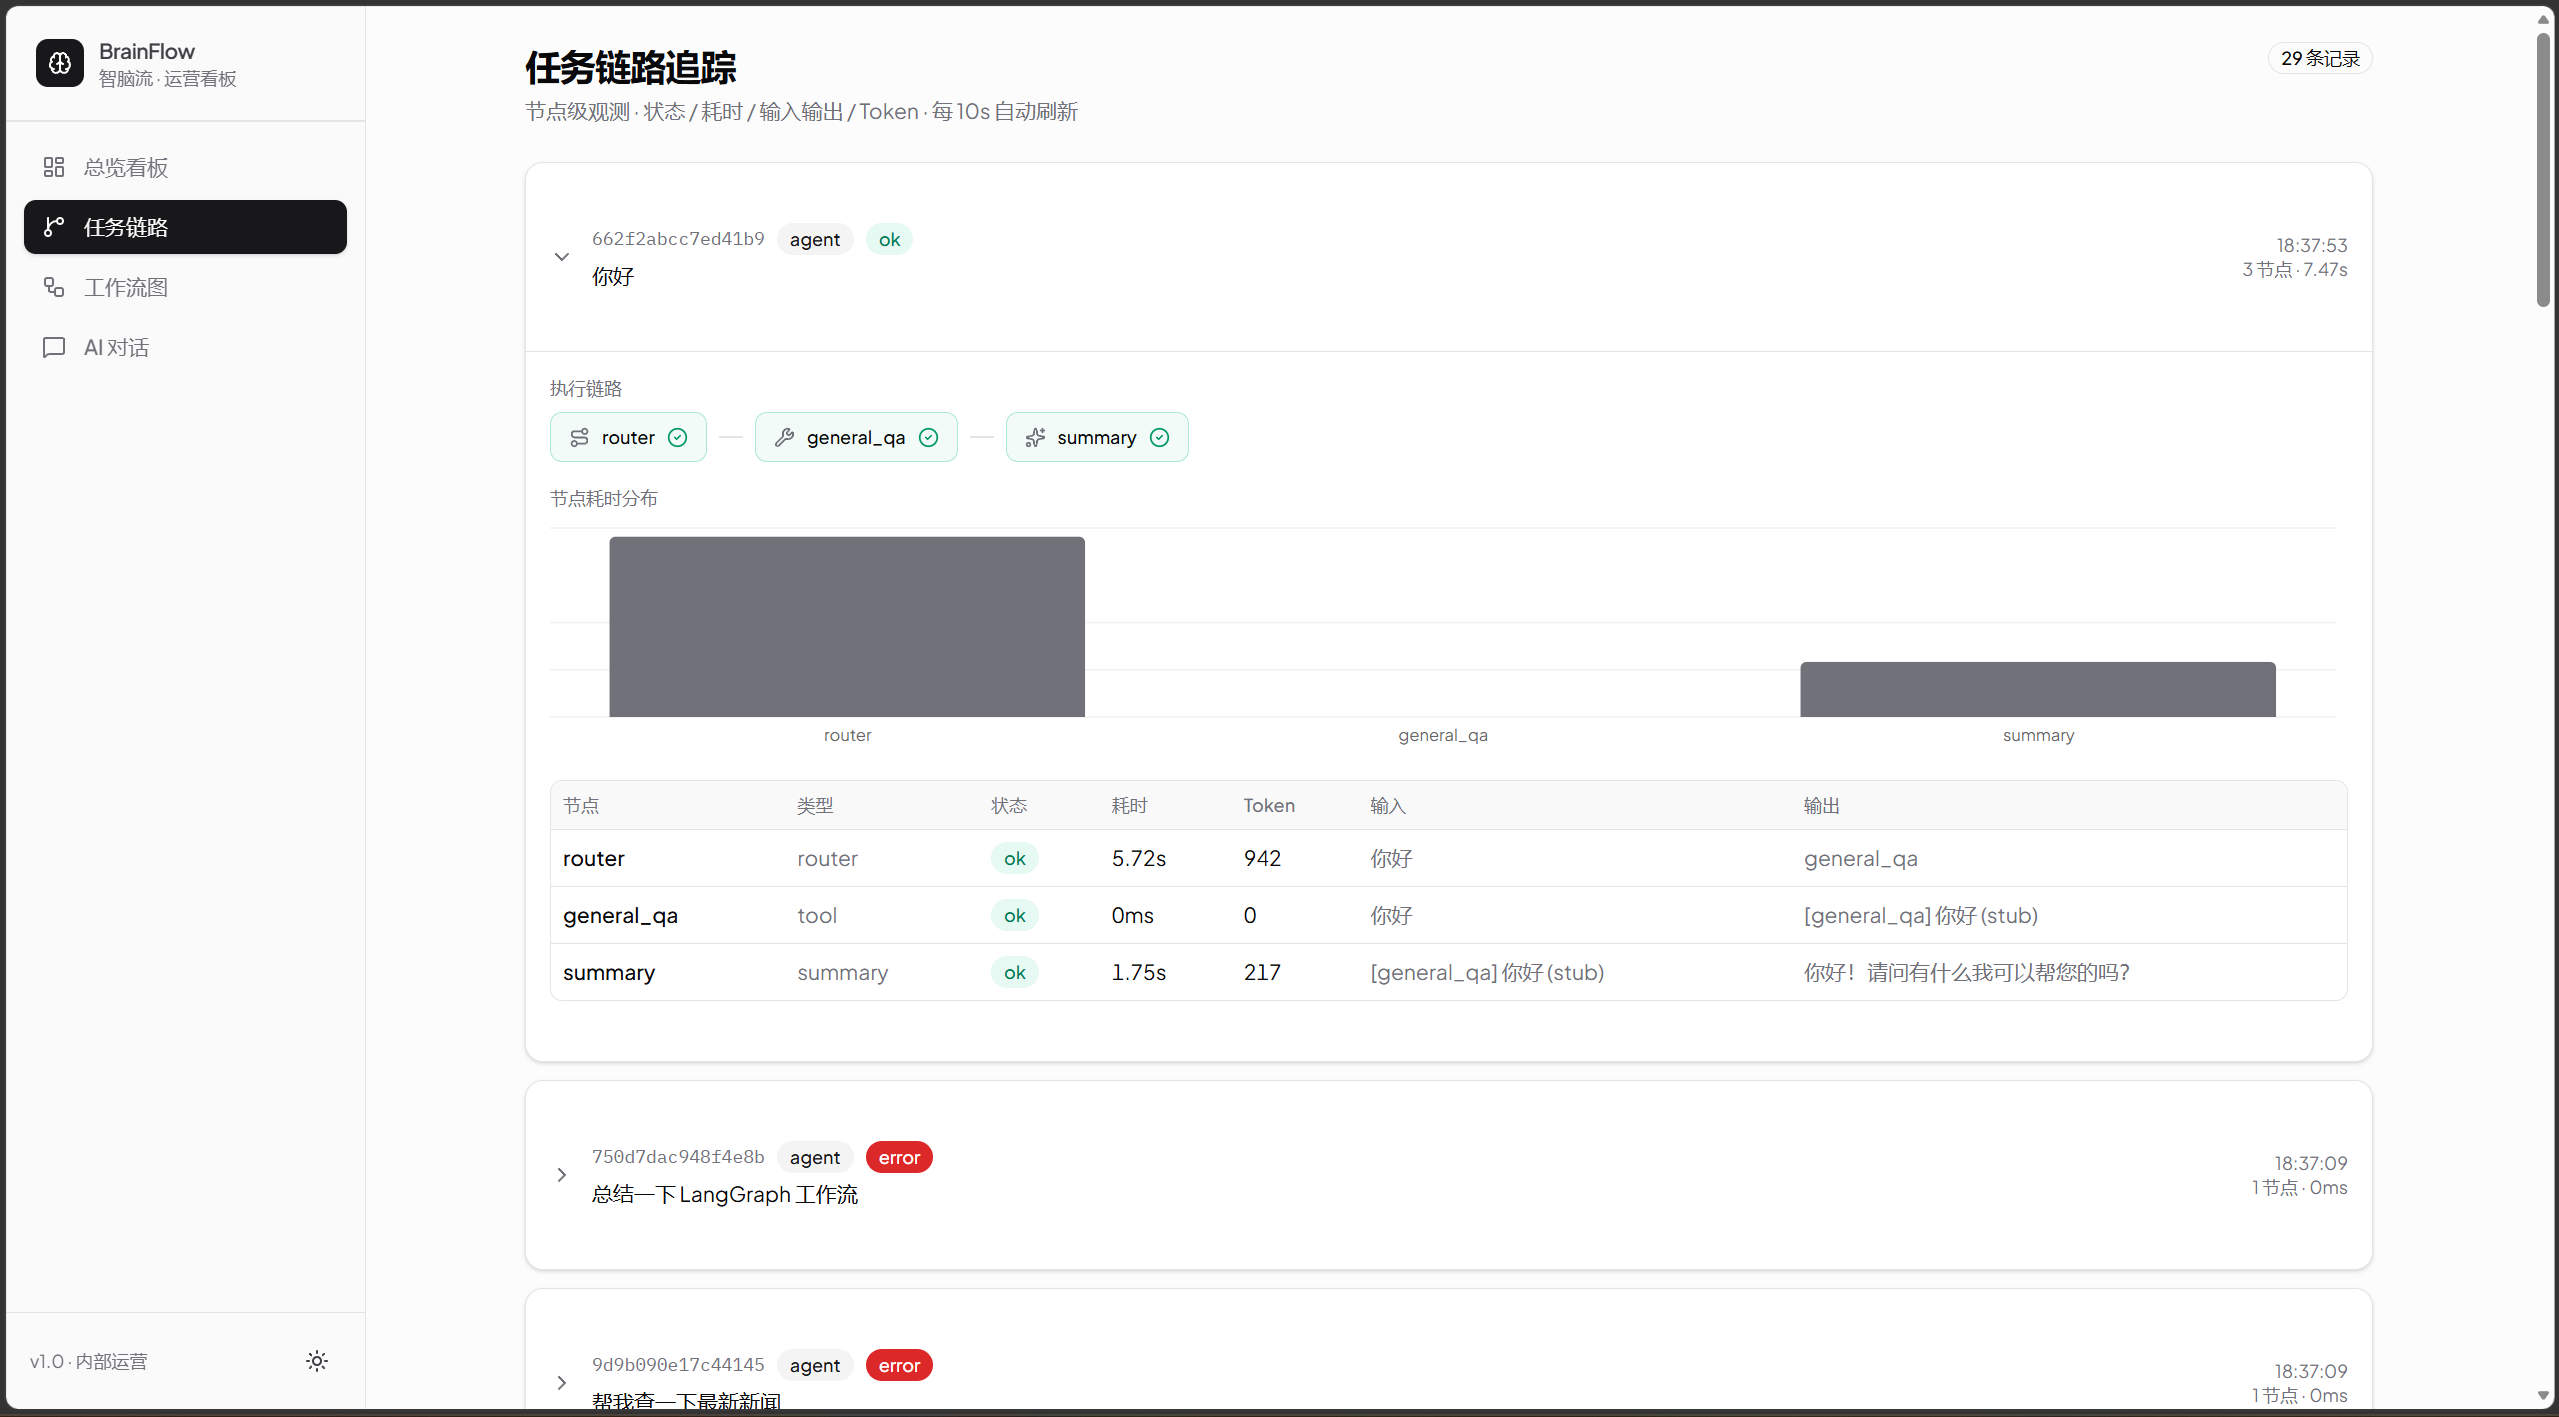 BrainFlow
智脑流 · 运营看板
总览看板
任务链路
工作流图
AI 对话
v1.0 · 内部运营
任务链路追踪
29 条记录
节点级观测 · 状态 / 耗时 / 输入输出 / Token · 每 10s 自动刷新
662f2abcc7ed41b9 agent ok
你好
18:37:53
3 节点 · 7.47s
执行链路
router general_qa summary
节点耗时分布
router general_qa summary
节点 类型 状态 耗时 Token 输入 输出
router router ok 5.72s 942 你好 general_qa
general_qa tool ok 0ms 0 你好 [general_qa] 你好 (stub)
summary summary ok 1.75s 217 [general_qa] 你好 (stub) 你好！请问有什么我可以帮您的吗？
750d7dac948f4e8b agent error
总结一下 LangGraph 工作流
18:37:09
1 节点 · 0ms
9d9b090e17c44145 agent error
帮我查一下最新新闻
18:37:09
1 节点 · 0ms